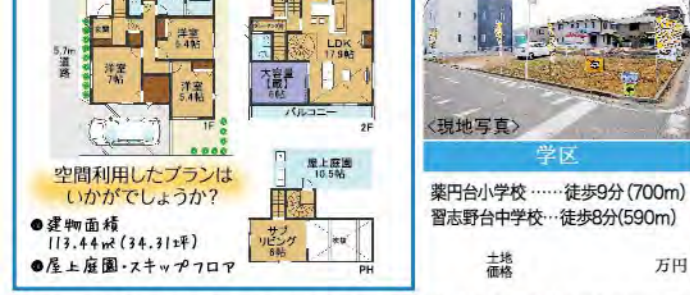 洋室
5.4帖
5.7m
道路
洋室
7帖
洋室
5.4帖
1F
LDK
17.9帖
大容量
【蔵】
6帖
バルコニー
2F
空間利用したプランは
いかがでしょうか?
●建物面積
113.44㎡(34.31坪)
●屋上庭園・スキップフロア
屋上庭園
10.5帖
サブ
リビング
6帖
PH
<現地写真>
学区
薬円台小学校……徒歩9分(700m)
習志野台中学校…徒歩8分(590m)
土地
価格
万円